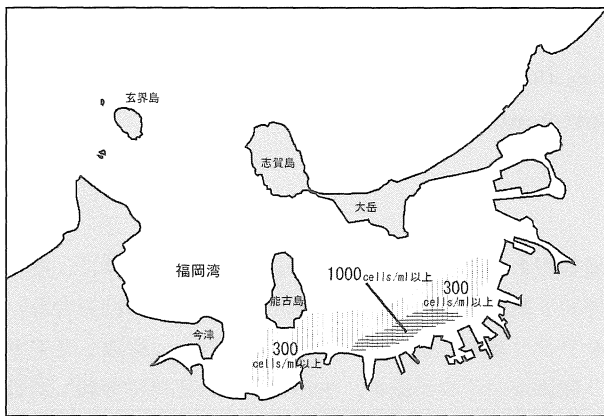 玄界島
志賀島
大岳
福岡湾
1000cells/ml以上
300
cells/ml以上
能古島
今津
300
cells/ml以上